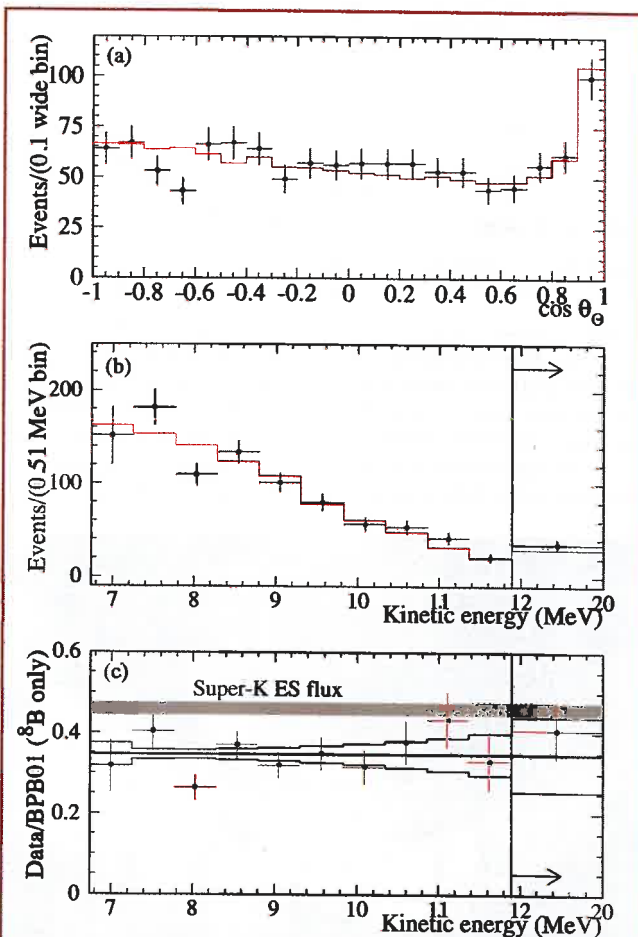 (a)
Events/(0.1 wide bin)
100
75
50
25
0
-1 -0.8 -0.6 -0.4 -0.2 0 0.2 0.4 0.6 0.8 1
cos θ⊙
(b)
Events/(0.51 MeV bin)
200
100
0
7 8 9 10 11 12 20
Kinetic energy (MeV)
(c)
Super-K ES flux
Data/BPB01 (⁸B only)
0.6
0.4
0.2
0
7 8 9 10 11 12 20
Kinetic energy (MeV)